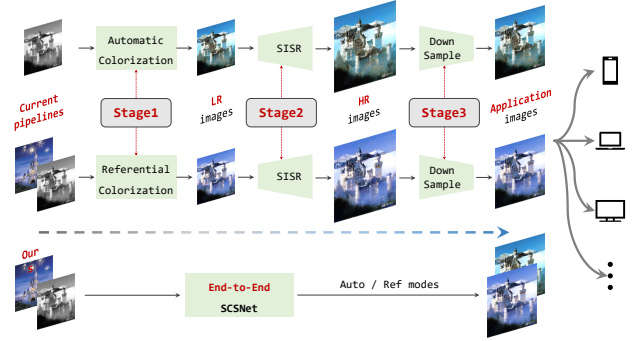 Automatic
Colorization
SISR
Down
Sample
Current
pipelines
Stage1
LR
images
Stage2
HR
images
Stage3
Application
images
Referential
Colorization
SISR
Down
Sample
Our
s
End-to-End
SCSNet
Auto / Ref modes